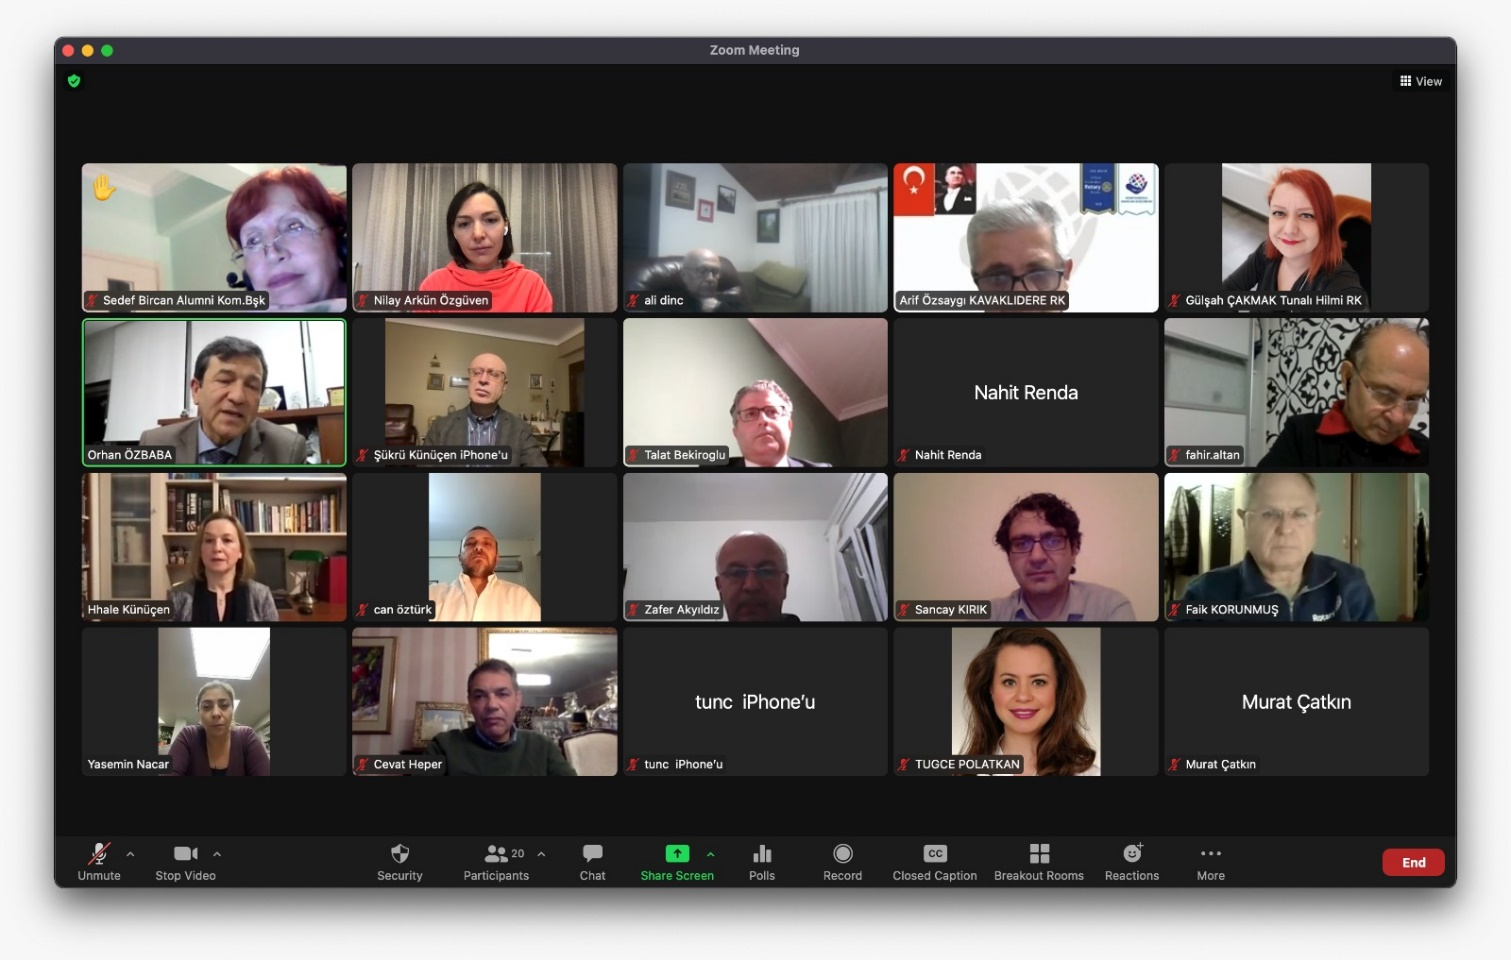 Zoom Meeting
View
Sedef Bircan Alumni Kom.Bşk
Nilay Arkün Özgüven
ali dinc
Rotary
Arif Özsaygı KAVAKLIDERE RK
Gülşah ÇAKMAK Tunalı Hilmi RK
Orhan ÖZBABA
Şükrü Künüçen iPhone'u
Talat Bekiroglu
Nahit Renda
Nahit Renda
fahir.altan
Hhale Künüçen
can öztürk
Zafer Akyıldız
Sancay KIRIK
Faik KORUNMUŞ
Yasemin Nacar
Cevat Heper
tunc iPhone'u
tunc iPhone'u
TUGCE POLATKAN
Murat Çatkın
Murat Çatkın
Unmute
Stop Video
Security
20
Participants
Chat
Share Screen
Polls
Record
CC
Closed Caption
Breakout Rooms
Reactions
More
End